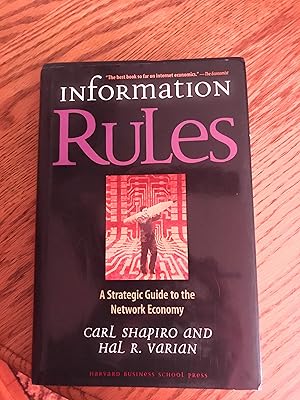 "The best book so far on internet economics."—The Economist
INFORMATION
RULES
A Strategic Guide to the
Network Economy
CARL SHAPIRO AND
HAL R. VARIAN
HARVARD BUSINESS SCHOOL PRESS